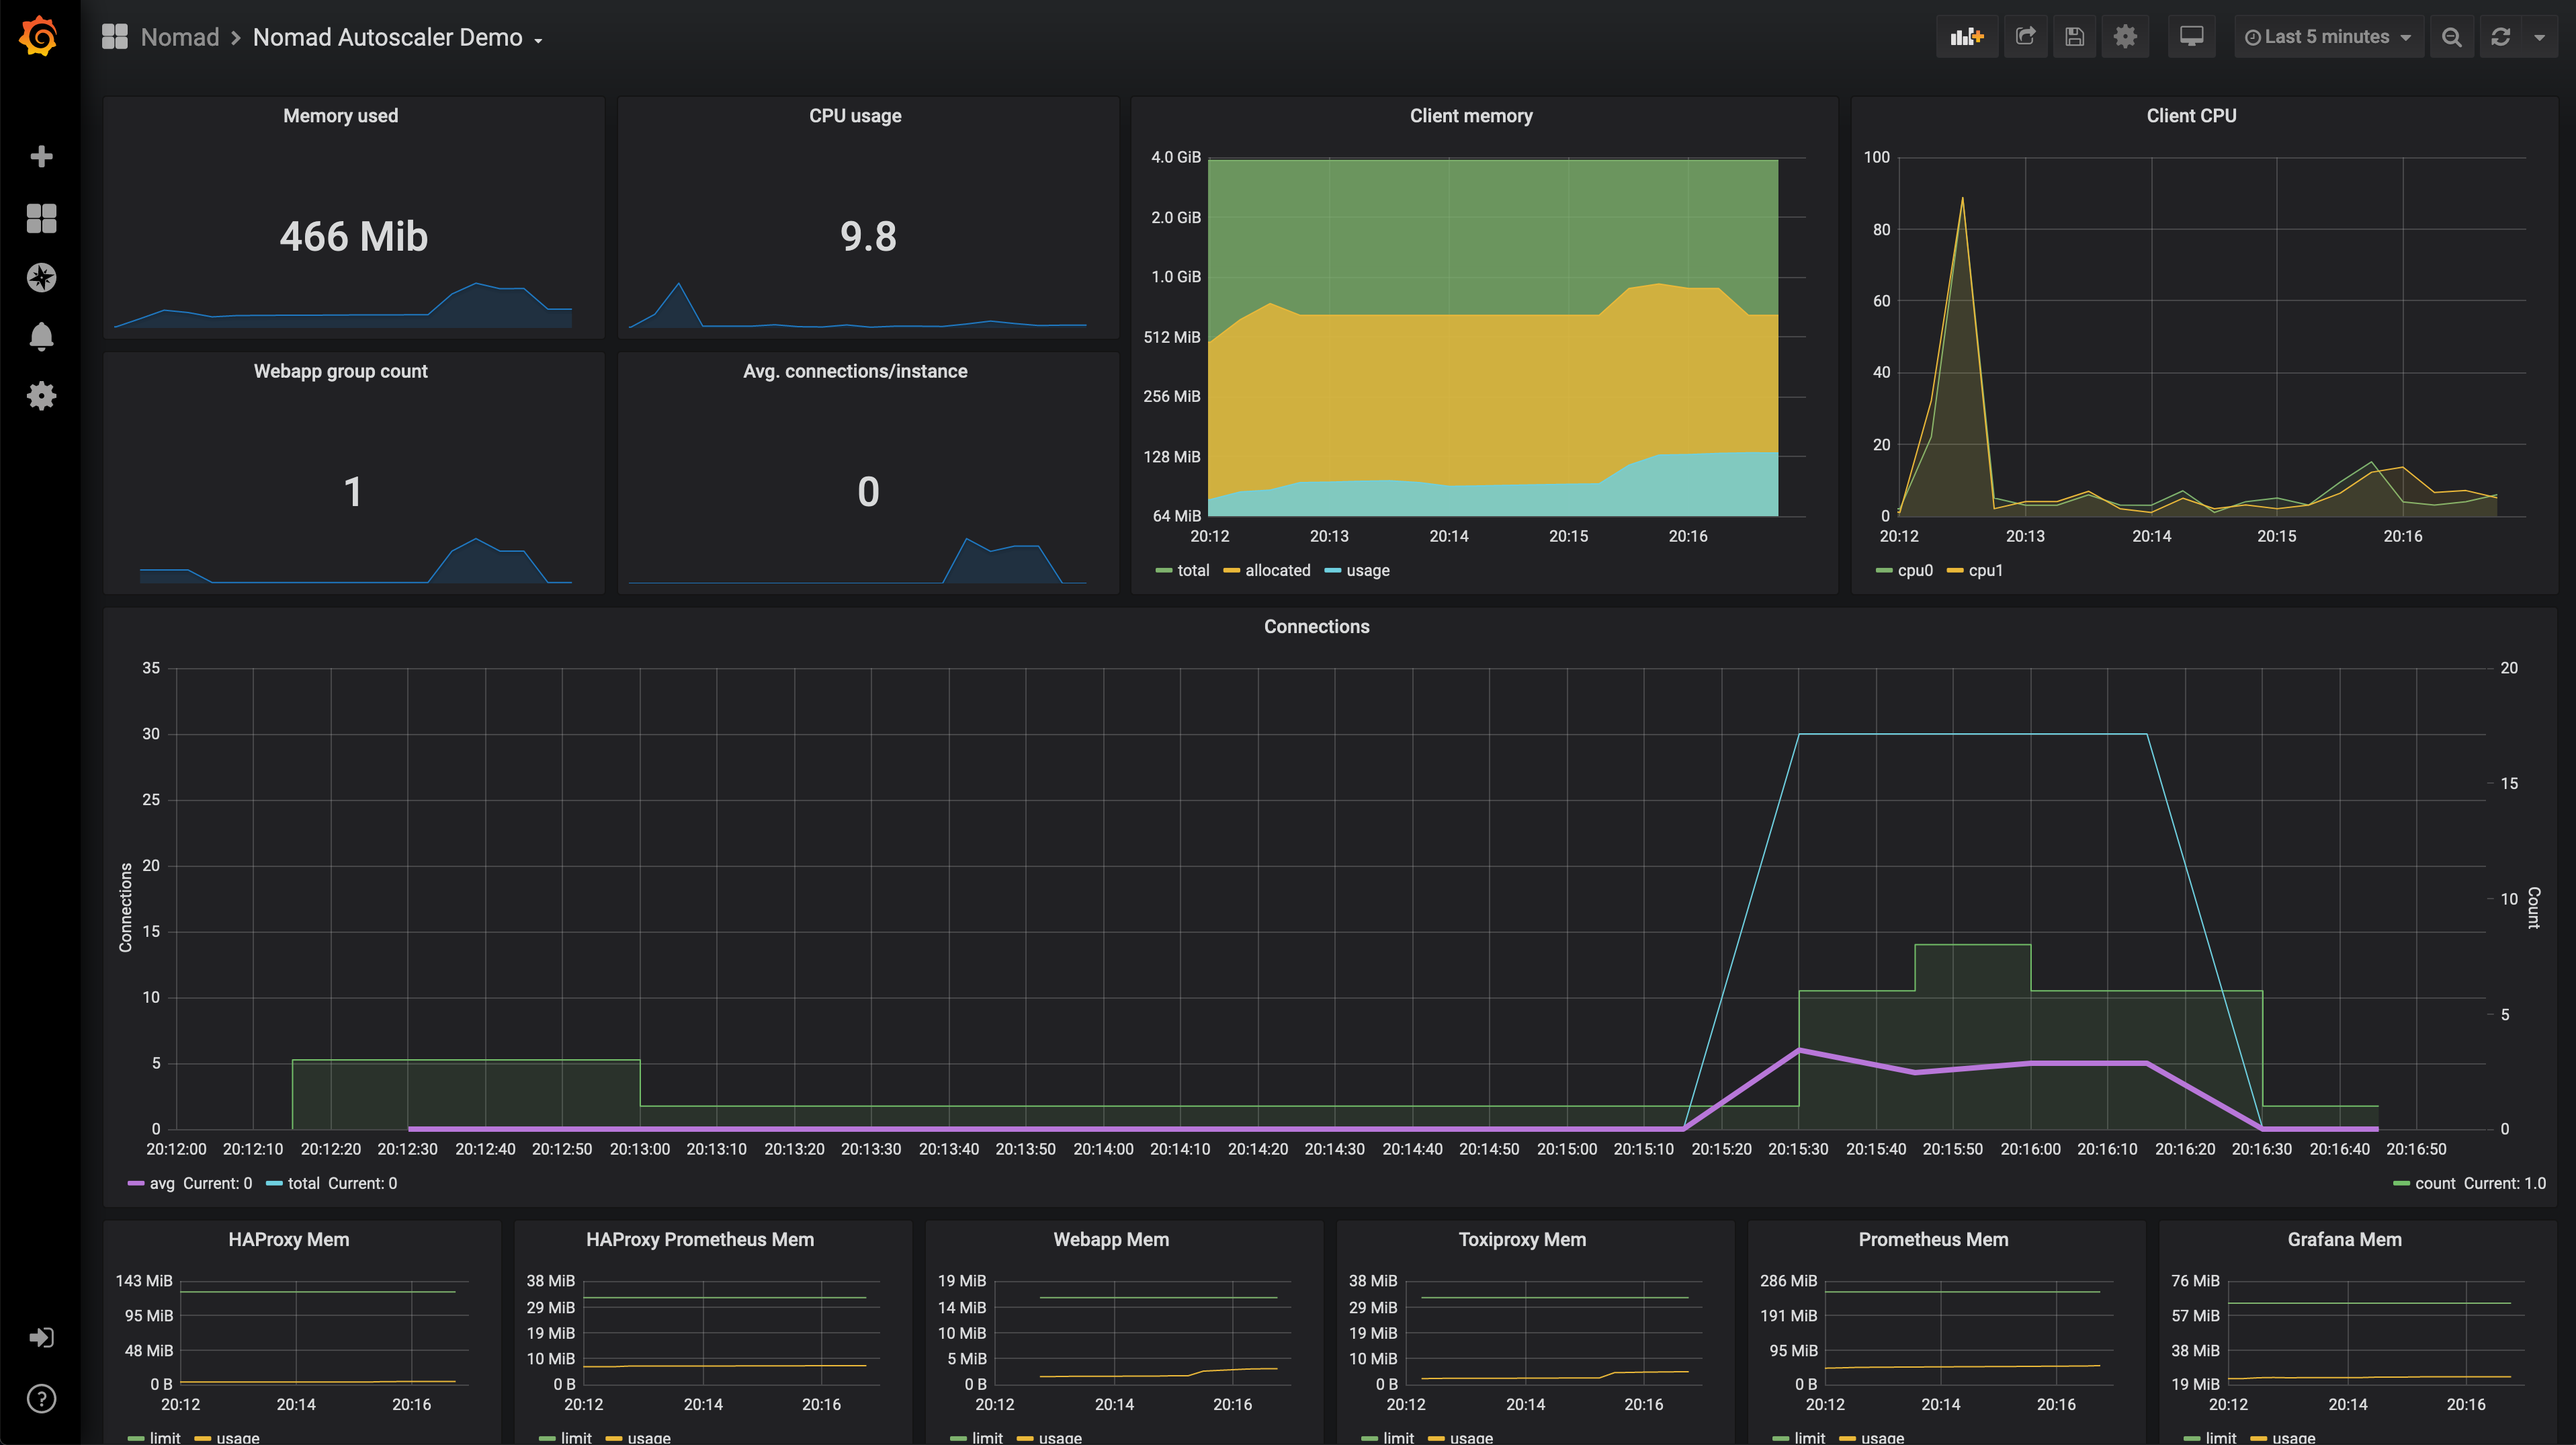 Nomad > Nomad Autoscaler Demo
Last 5 minutes
Memory used
466 Mib
CPU usage
9.8
Webapp group count
1
Avg. connections/instance
0
Client memory
4.0 GiB
2.0 GiB
1.0 GiB
512 MiB
256 MiB
128 MiB
64 MiB
20:12 20:13 20:14 20:15 20:16
total allocated usage
Client CPU
100
80
60
40
20
0
20:12 20:13 20:14 20:15 20:16
cpu0 cpu1
Connections
35
30
25
20
15
10
5
0
Connections
20
15
10
5
0
Count
20:12:00 20:12:10 20:12:20 20:12:30 20:12:40 20:12:50 20:13:00 20:13:10 20:13:20 20:13:30 20:13:40 20:13:50 20:14:00 20:14:10 20:14:20 20:14:30 20:14:40 20:14:50 20:15:00 20:15:10 20:15:20 20:15:30 20:15:40 20:15:50 20:16:00 20:16:10 20:16:20 20:16:30 20:16:40 20:16:50
avg Current: 0 total Current: 0
count Current: 1.0
HAProxy Mem
143 MiB
95 MiB
48 MiB
0 B
20:12 20:14 20:16
limit usage
HAProxy Prometheus Mem
38 MiB
29 MiB
19 MiB
10 MiB
0 B
20:12 20:14 20:16
limit usage
Webapp Mem
19 MiB
14 MiB
10 MiB
5 MiB
0 B
20:12 20:14 20:16
limit usage
Toxiproxy Mem
38 MiB
29 MiB
19 MiB
10 MiB
0 B
20:12 20:14 20:16
limit usage
Prometheus Mem
286 MiB
191 MiB
95 MiB
0 B
20:12 20:14 20:16
limit usage
Grafana Mem
76 MiB
57 MiB
38 MiB
19 MiB
20:12 20:14 20:16
limit usage